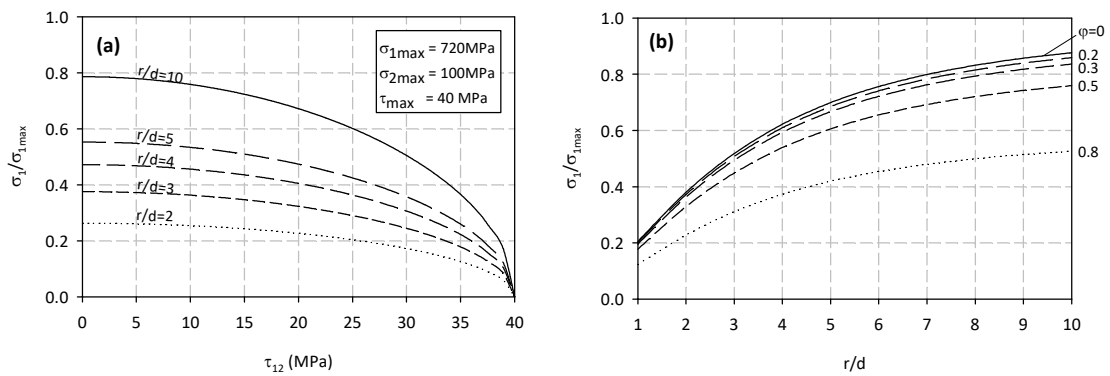 (a)
σ1/σ1max
1.0
0.8
0.6
0.4
0.2
0.0
r/d=10
r/d=5
r/d=4
r/d=3
r/d=2
σ1max = 720MPa
σ2max = 100MPa
τmax = 40 MPa
0 5 10 15 20 25 30 35 40
τ12 (MPa)
(b)
σ1/σ1max
1.0
0.8
0.6
0.4
0.2
0.0
φ=0
0.2
0.3
0.5
0.8
1 2 3 4 5 6 7 8 9 10
r/d